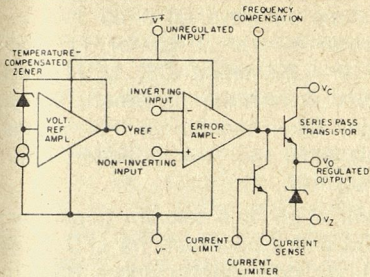 FREQUENCY
COMPENSATION
V+
UNREGULATED
INPUT
TEMPERATURE-
COMPENSATED
ZENER
VOLT.
REF
AMPL
VREF
INVERTING
INPUT
NON-INVERTING
INPUT
ERROR
AMPL.
VC
SERIES PASS
TRANSISTOR
VO
REGULATED
OUTPUT
VZ
V-
CURRENT
LIMIT
CURRENT
SENSE
CURRENT
LIMITER